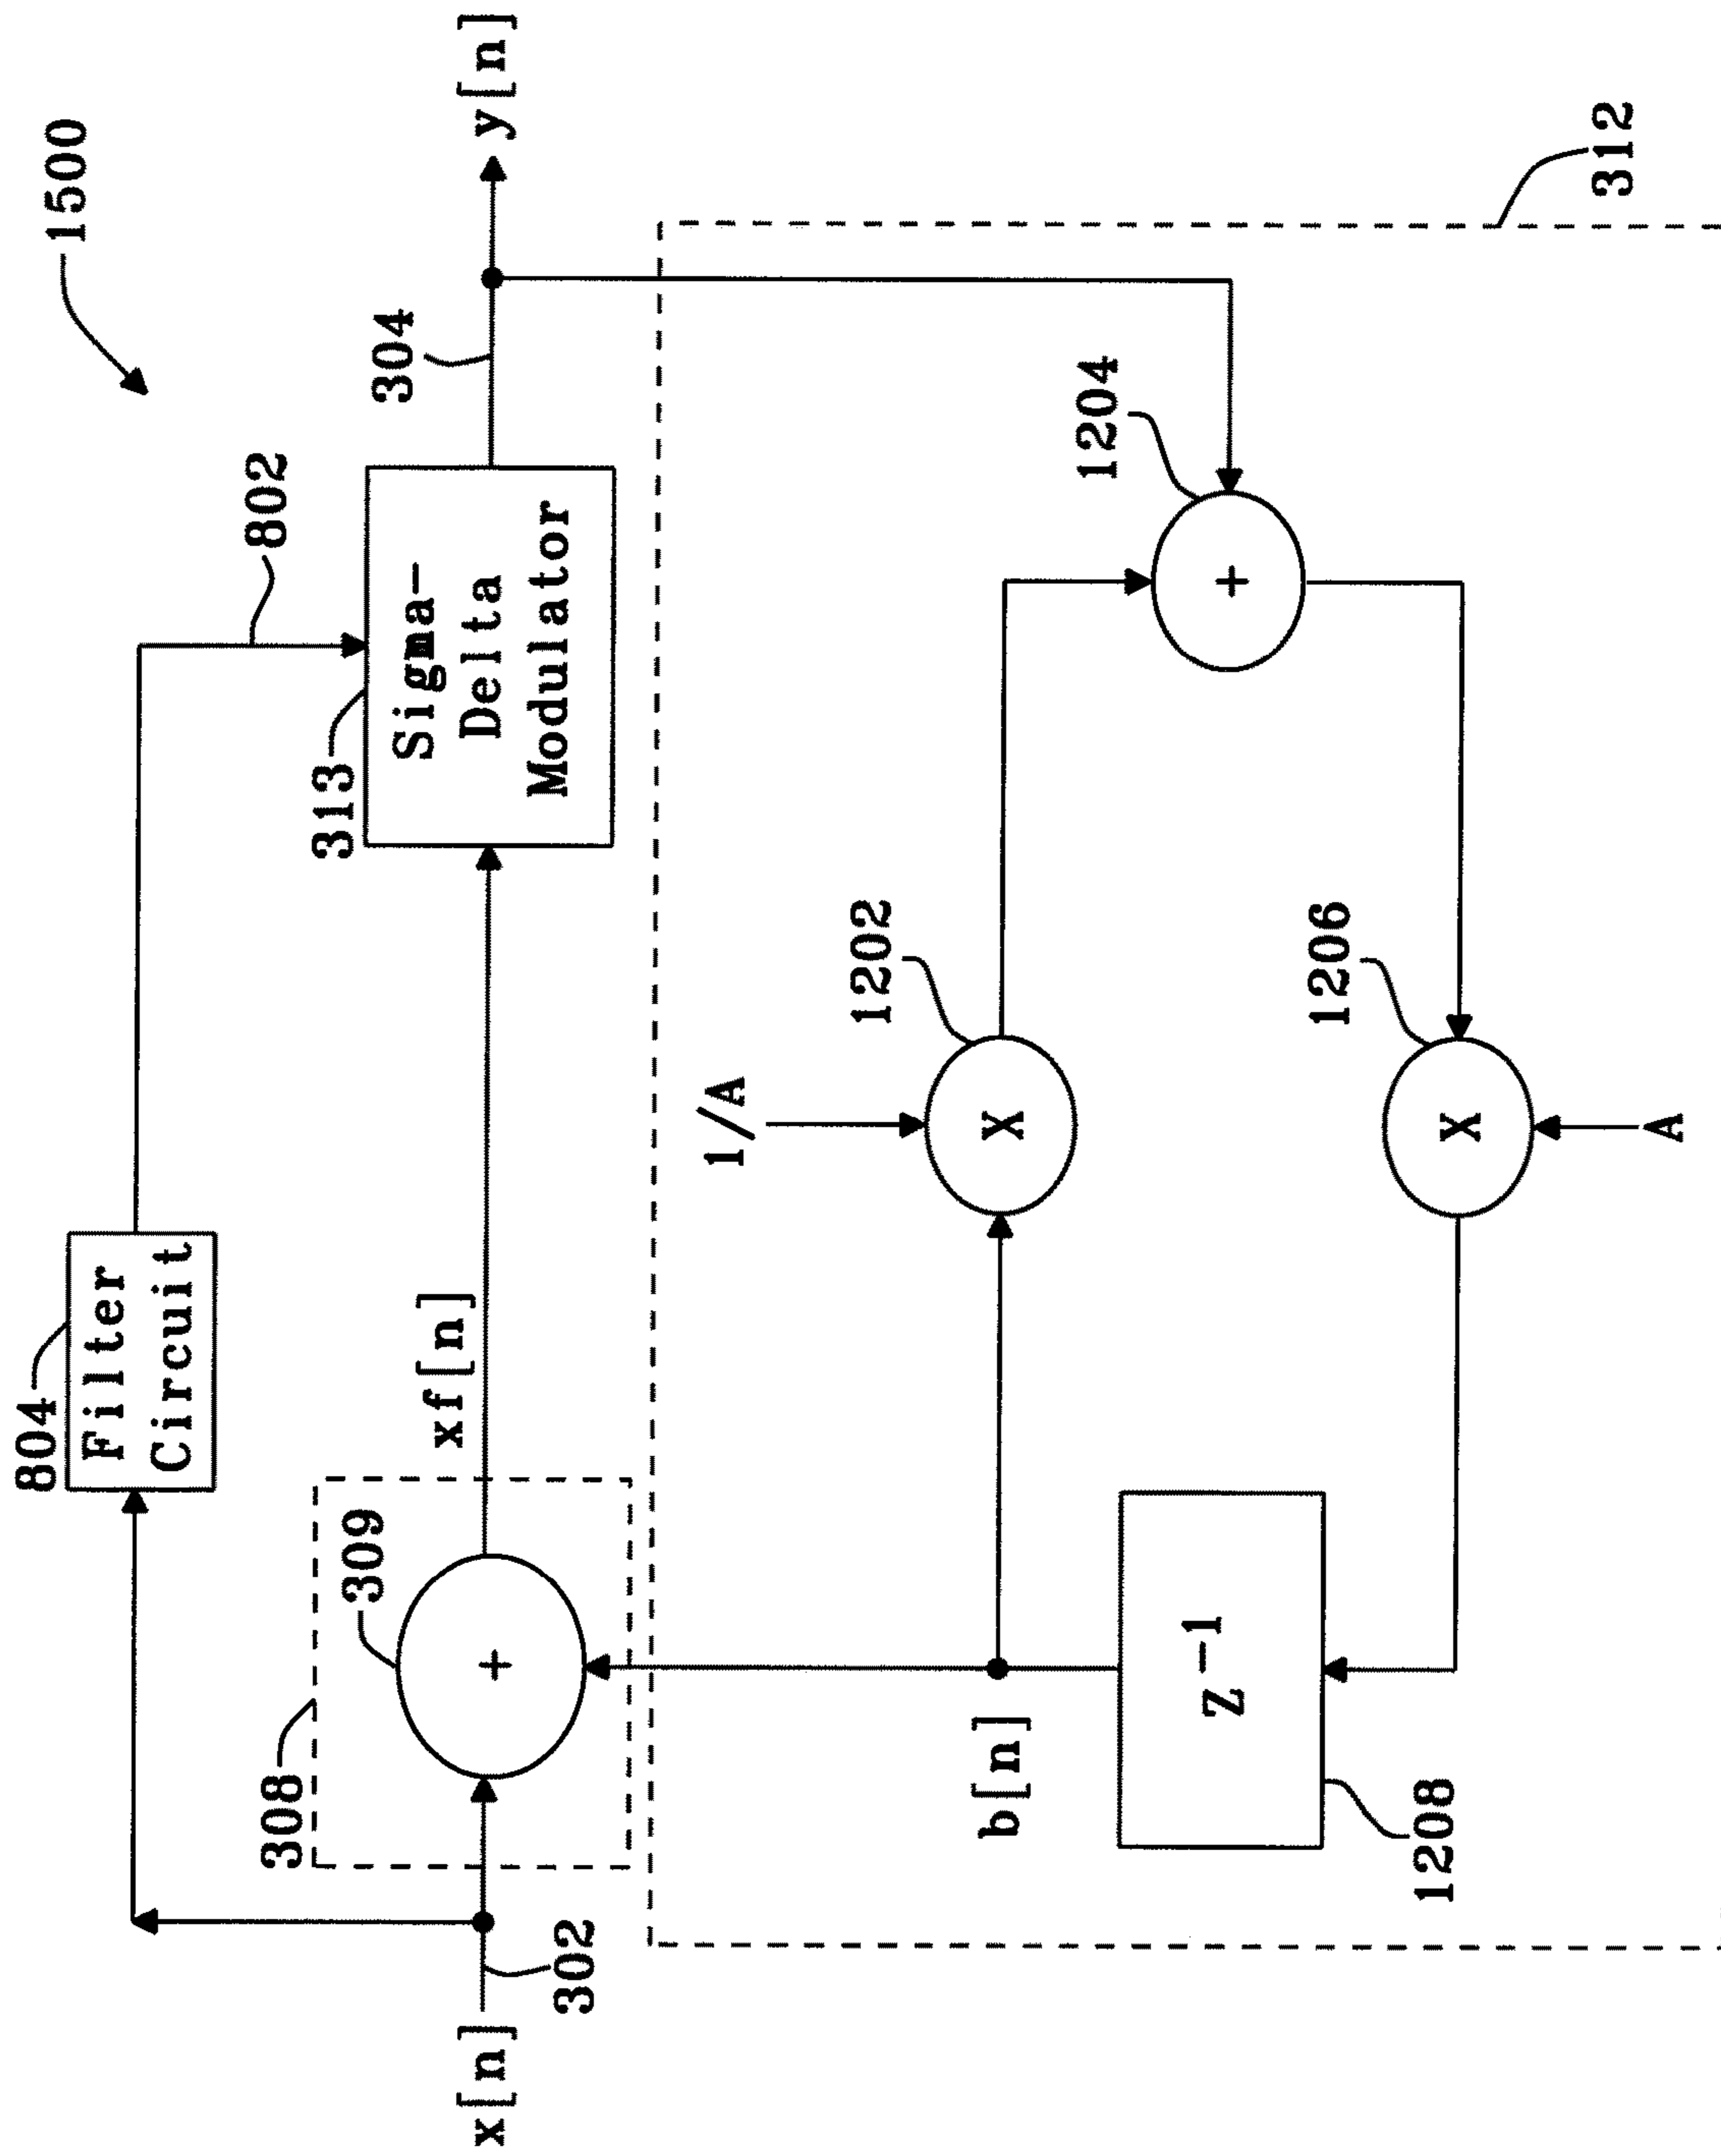 1500
804
Filter
Circuit
802
308
309
xf[n]
313
Sigma-
Delta
Modulator
304
x[n]
302
+
y[n]
1/A
1202
1204
b[n]
X
+
Z⁻¹
1206
1208
X
A
312